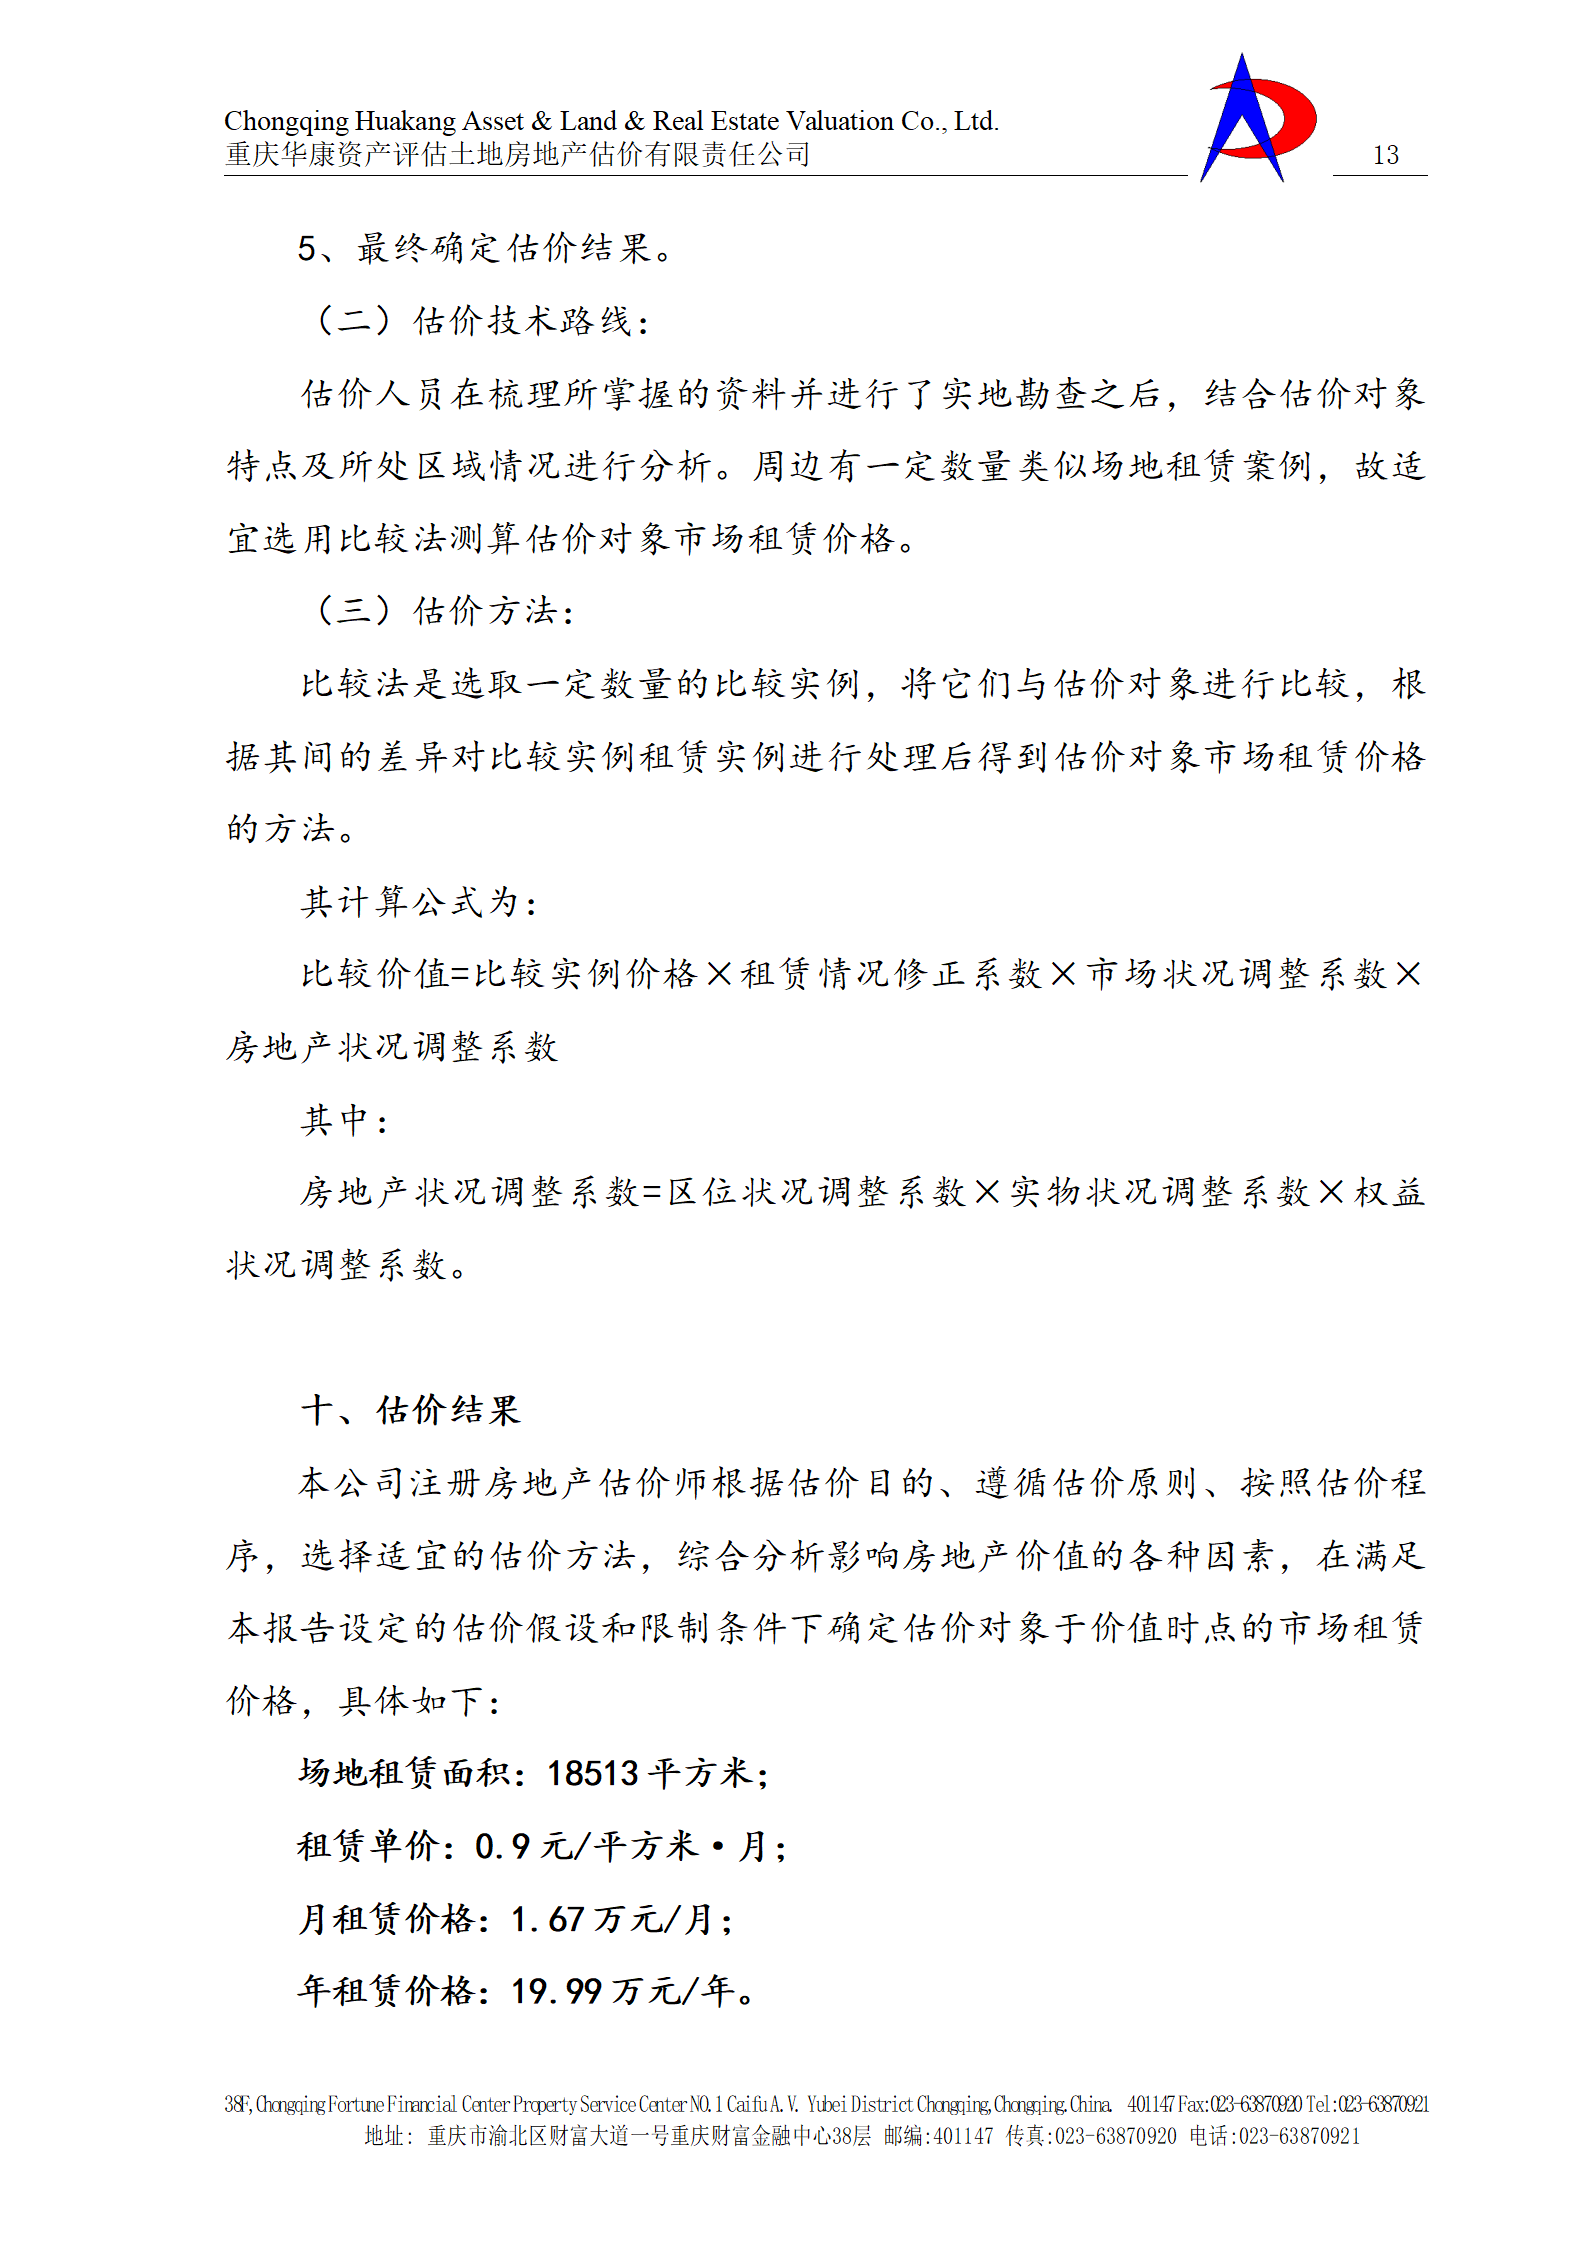 Chongqing Huakang Asset & Land & Real Estate Valuation Co., Ltd.
重庆华康资产评估土地房地产估价有限责任公司
13
5、最终确定估价结果。
（二）估价技术路线：
估价人员在梳理所掌握的资料并进行了实地勘查之后，结合估价对象
特点及所处区域情况进行分析。周边有一定数量类似场地租赁案例，故适
宜选用比较法测算估价对象市场租赁价格。
（三）估价方法：
比较法是选取一定数量的比较实例，将它们与估价对象进行比较，根
据其间的差异对比较实例租赁实例进行处理后得到估价对象市场租赁价格
的方法。
其计算公式为：
比较价值=比较实例价格×租赁情况修正系数×市场状况调整系数×
房地产状况调整系数
其中：
房地产状况调整系数=区位状况调整系数×实物状况调整系数×权益
状况调整系数。
十、估价结果
本公司注册房地产估价师根据估价目的、遵循估价原则、按照估价程
序，选择适宜的估价方法，综合分析影响房地产价值的各种因素，在满足
本报告设定的估价假设和限制条件下确定估价对象于价值时点的市场租赁
价格，具体如下：
场地租赁面积：18513平方米；
租赁单价：0.9元/平方米·月；
月租赁价格：1.67万元/月；
年租赁价格：19.99万元/年。
38F, Chongqing Fortune Financial Center Property Service Center NO.1 Caifu A.V. Yubei District Chongqing, Chongqing.China. 401147 Fax:023-63870920 Tel:023-63870921
地址: 重庆市渝北区财富大道一号重庆财富金融中心38层 邮编:401147 传真:023-63870920 电话:023-63870921